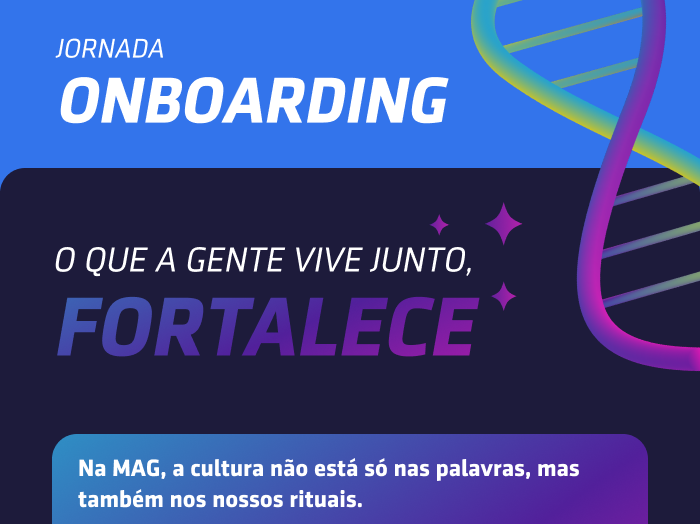 JORNADA
ONBOARDING
O QUE A GENTE VIVE JUNTO,
FORTALECE
Na MAG, a cultura não está só nas palavras, mas
também nos nossos rituais.